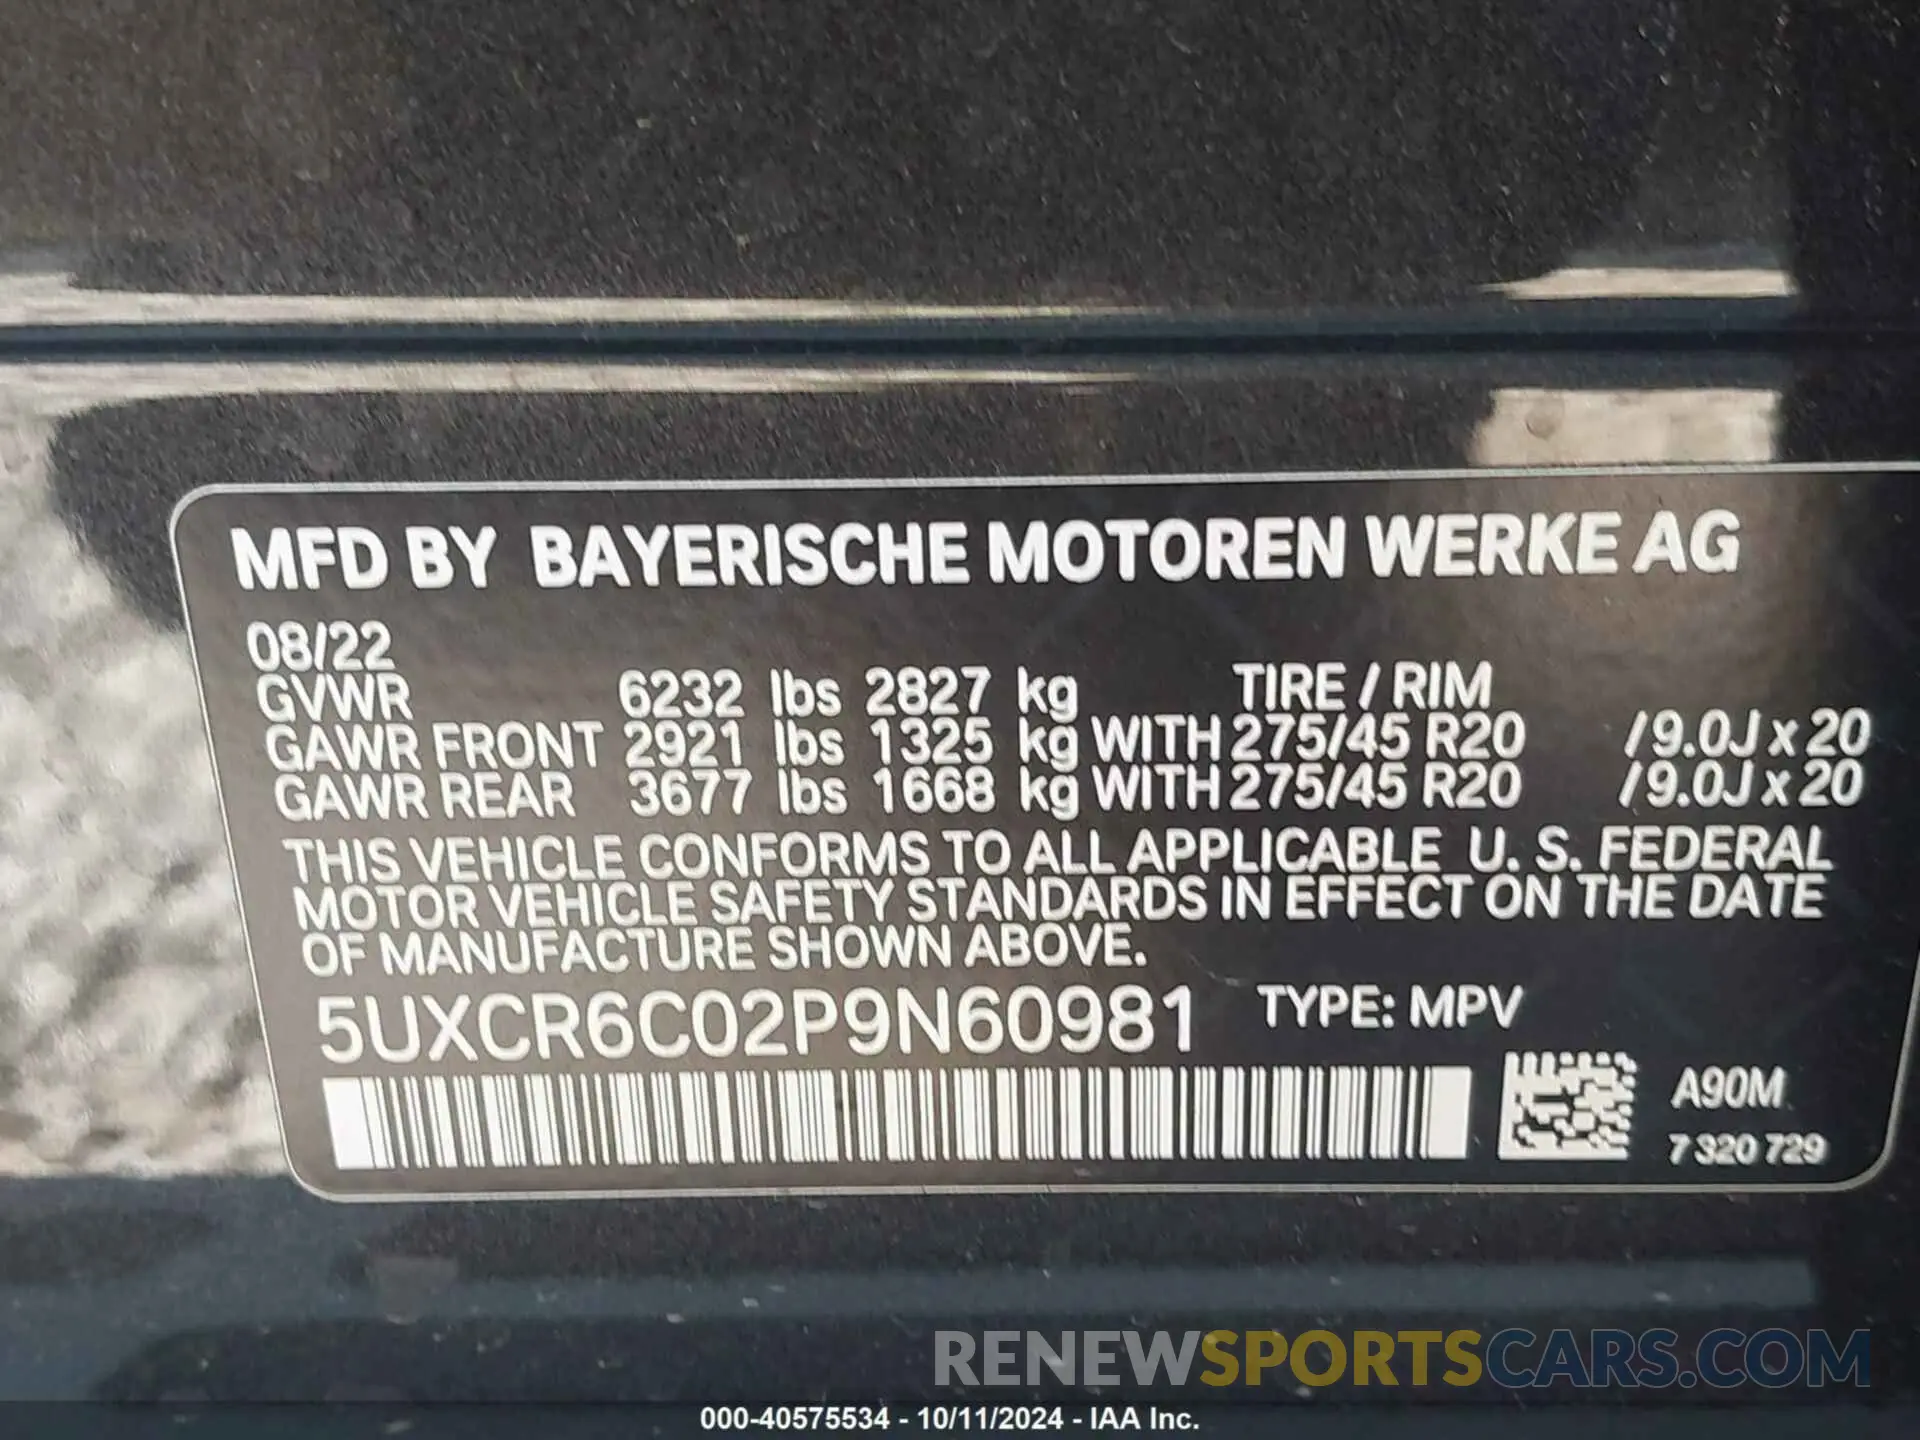 MFD BY BAYERISCHE MOTOREN WERKE AG
08/22
GVWR 6232 lbs 2827 kg TIRE / RIM
GAWR FRONT 2921 lbs 1325 kg WITH 275/45 R20 /9.0J x 20
GAWR REAR 3677 lbs 1668 kg WITH 275/45 R20 /9.0J x 20
THIS VEHICLE CONFORMS TO ALL APPLICABLE U. S. FEDERAL
MOTOR VEHICLE SAFETY STANDARDS IN EFFECT ON THE DATE
OF MANUFACTURE SHOWN ABOVE.
5UXCR6C02P9N60981 TYPE: MPV
A90M
7 320 729
RENEWSPORTSCARS.COM
000-40575534 - 10/11/2024 - IAA Inc.